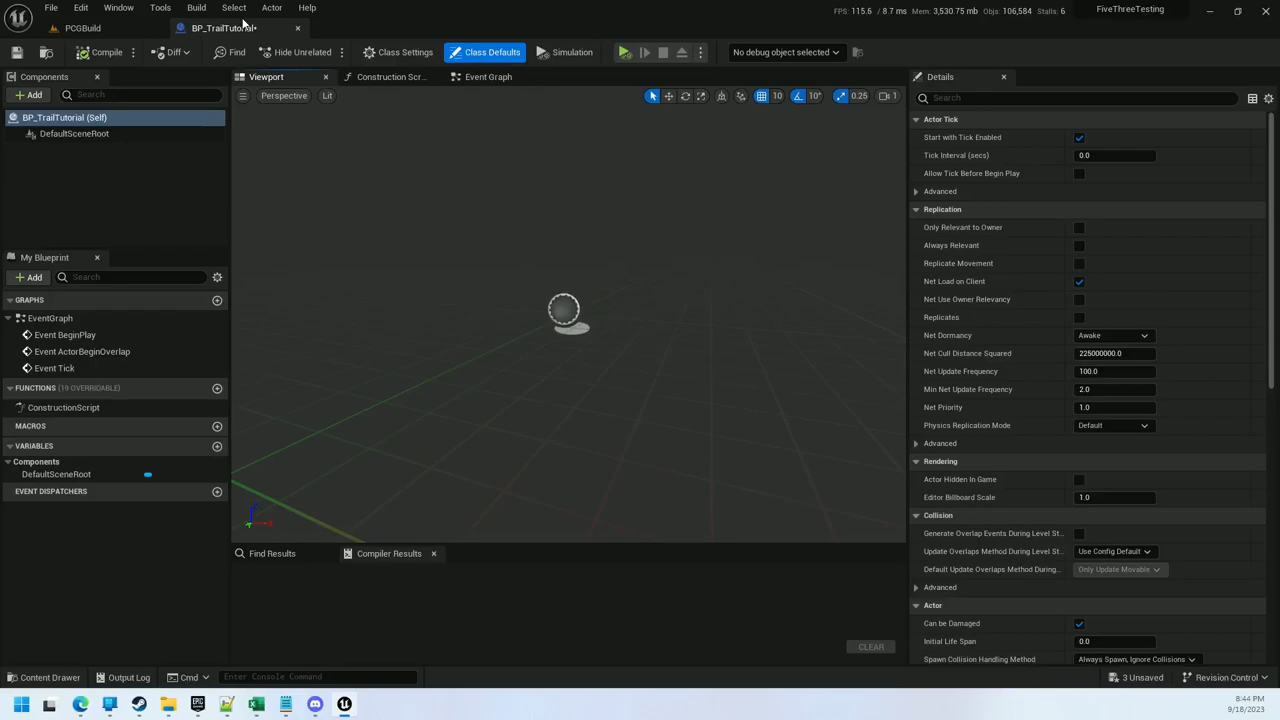 File Edit Window Tools Build Select Actor Help
FPS: 115.6 / 8.7 ms Mem: 3,530.75 mb Objs: 106,584 Stalls: 6
FiveThreeTesting
PCGBuild
BP_TrailTutorial•
Compile Diff Find Hide Unrelated Class Settings Class Defaults Simulation No debug object selected
Components
Viewport Construction Scr... Event Graph
Details
Add Search
Perspective Lit
10 10° 0.25 1
Search
BP_TrailTutorial (Self)
DefaultSceneRoot
My Blueprint
Add Search
GRAPHS
EventGraph
Event BeginPlay
Event ActorBeginOverlap
Event Tick
FUNCTIONS (19 OVERRIDABLE)
ConstructionScript
MACROS
VARIABLES
Components
DefaultSceneRoot
EVENT DISPATCHERS
Find Results Compiler Results
CLEAR
Actor Tick
Start with Tick Enabled
Tick Interval (secs) 0.0
Allow Tick Before Begin Play
Advanced
Replication
Only Relevant to Owner
Always Relevant
Replicate Movement
Net Load on Client
Net Use Owner Relevancy
Replicates
Net Dormancy Awake
Net Cull Distance Squared 225000000.0
Net Update Frequency 100.0
Min Net Update Frequency 2.0
Net Priority 1.0
Physics Replication Mode Default
Advanced
Rendering
Actor Hidden In Game
Editor Billboard Scale 1.0
Collision
Generate Overlap Events During Level St...
Update Overlaps Method During Level St... Use Config Default
Default Update Overlaps Method During... Only Update Movable
Advanced
Actor
Can be Damaged
Initial Life Span 0.0
Spawn Collision Handling Method Always Spawn, Ignore Collisions
Content Drawer Output Log Cmd Enter Console Command 3 Unsaved Revision Control
8:44 PM
9/18/2023